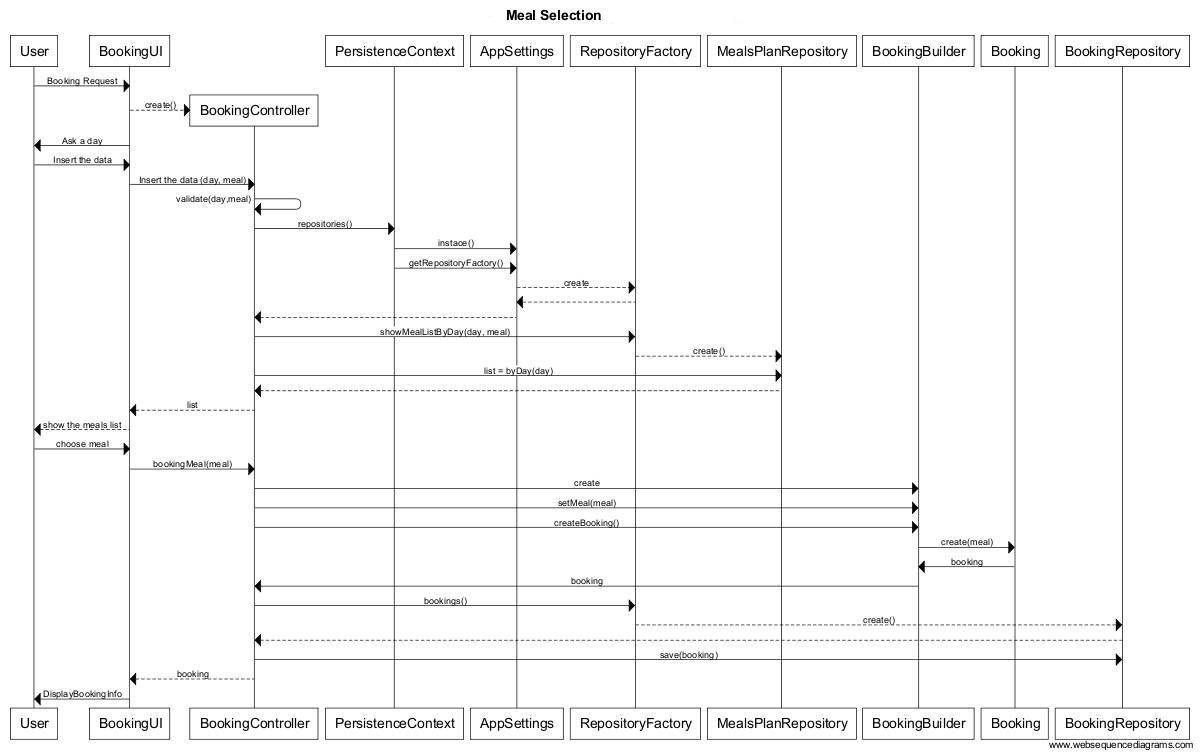 Meal Selection
User BookingUI PersistenceContext AppSettings RepositoryFactory MealsPlanRepository BookingBuilder Booking BookingRepository
Booking Request
create()
BookingController
Ask a day
Insert the data
Insert the data (day, meal)
validate(day,meal)
repositories()
instace()
getRepositoryFactory()
create
showMealListByDay(day, meal)
create()
list = byDay(day)
list
show the meals list
choose meal
bookingMeal(meal)
create
setMeal(meal)
createBooking()
create(meal)
booking
booking
bookings()
create()
save(booking)
booking
DisplayBookingInfo
User BookingUI BookingController PersistenceContext AppSettings RepositoryFactory MealsPlanRepository BookingBuilder Booking BookingRepository
www.websequencediagrams.com